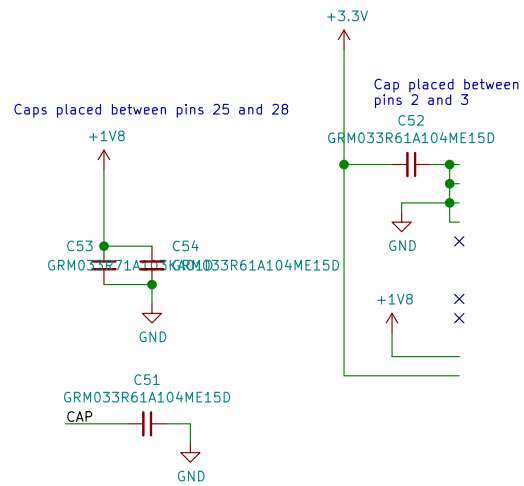 +3.3V
Cap placed between
pins 2 and 3
Caps placed between pins 25 and 28
C52
+1V8
GRM033R61A104ME15D
C53
C54
GND
GRM033R71A103KA01D
GRM033R61A104ME15D
+1V8
GND
C51
GRM033R61A104ME15D
CAP
GND